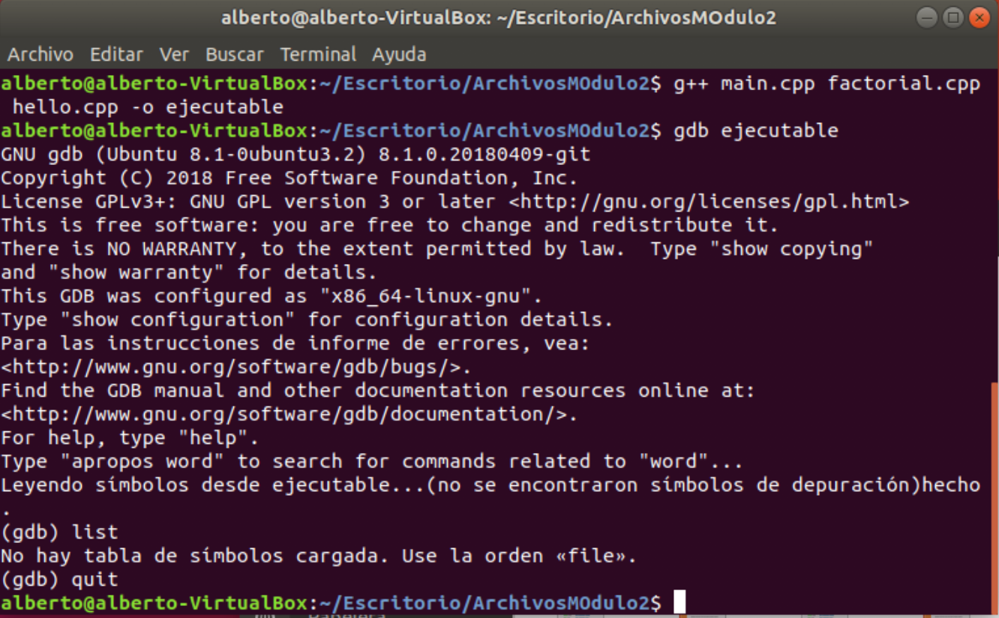 alberto@alberto-VirtualBox: ~/Escritorio/ArchivosMOdulo2
Archivo Editar Ver Buscar Terminal Ayuda
alberto@alberto-VirtualBox:~/Escritorio/ArchivosMOdulo2$ g++ main.cpp factorial.cpp
 hello.cpp -o ejecutable
alberto@alberto-VirtualBox:~/Escritorio/ArchivosMOdulo2$ gdb ejecutable
GNU gdb (Ubuntu 8.1-0ubuntu3.2) 8.1.0.20180409-git
Copyright (C) 2018 Free Software Foundation, Inc.
License GPLv3+: GNU GPL version 3 or later <http://gnu.org/licenses/gpl.html>
This is free software: you are free to change and redistribute it.
There is NO WARRANTY, to the extent permitted by law.  Type "show copying"
and "show warranty" for details.
This GDB was configured as "x86_64-linux-gnu".
Type "show configuration" for configuration details.
Para las instrucciones de informe de errores, vea:
<http://www.gnu.org/software/gdb/bugs/>.
Find the GDB manual and other documentation resources online at:
<http://www.gnu.org/software/gdb/documentation/>.
For help, type "help".
Type "apropos word" to search for commands related to "word"...
Leyendo símbolos desde ejecutable...(no se encontraron símbolos de depuración)hecho
.
(gdb) list
No hay tabla de símbolos cargada. Use la orden «file».
(gdb) quit
alberto@alberto-VirtualBox:~/Escritorio/ArchivosMOdulo2$